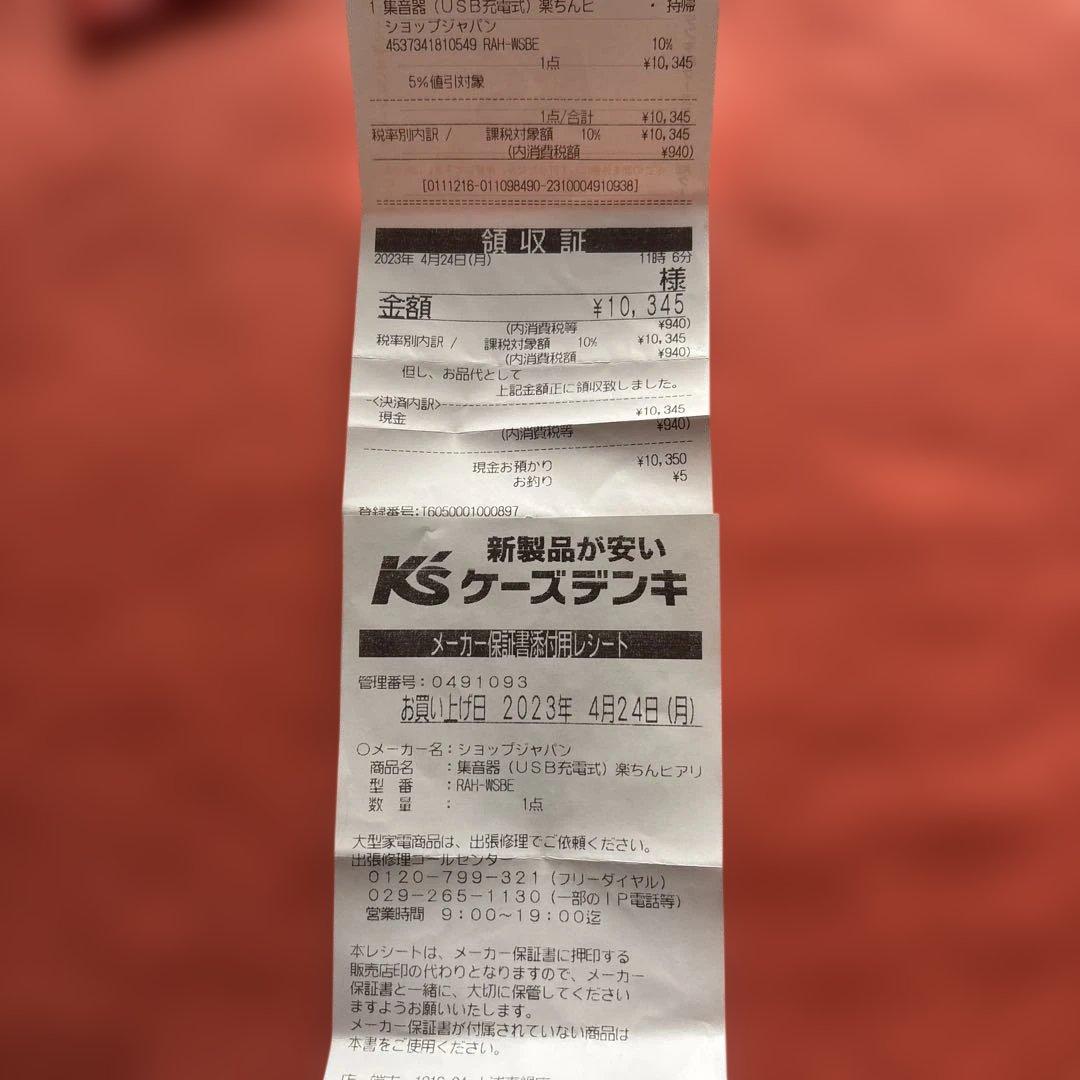 1 集音器（ＵＳＢ充電式）楽ちんヒ ・ 持帰
ショップジャパン
4537341810549 RAH-WSBE 10%
1点 ¥10,345
5%値引対象
1点/合計 ¥10,345
税率別内訳 / 課税対象額 10% ¥10,345
(内消費税額 ¥940)
[0111216-011098490-2310004910938]
領収証
2023年 4月24日(月) 11時 6分
様
金額 ¥10,345
(内消費税等 ¥940)
税率別内訳 / 課税対象額 10% ¥10,345
(内消費税額 ¥940)
但し、お品代として
上記金額正に領収致しました。
<決済内訳>
現金 ¥10,345
(内消費税等 ¥940)
現金お預かり ¥10,350
お釣り ¥5
登録番号:T6050001000897
新製品が安い
K'S ケーズデンキ
メーカー保証書添付用レシート
管理番号：０４９１０９３
お買い上げ日 2023年 4月24日(月)
○メーカー名：ショップジャパン
商品名 ：集音器（ＵＳＢ充電式）楽ちんヒアリ
型 番 ：RAH-WSBE
数 量 ： 1点
大型家電商品は、出張修理でご依頼ください。
出張修理コールセンター
０１２０－７９９－３２１（フリーダイヤル）
０２９－２６５－１１３０（一部のＩＰ電話等）
営業時間 ９：００～１９：００迄
本レシートは、メーカー保証書に押印する
販売店印の代わりとなりますので、メーカー
保証書と一緒に、大切に保管してください
ますようお願いいたします。
メーカー保証書が付属されていない商品は
本書をご使用ください。